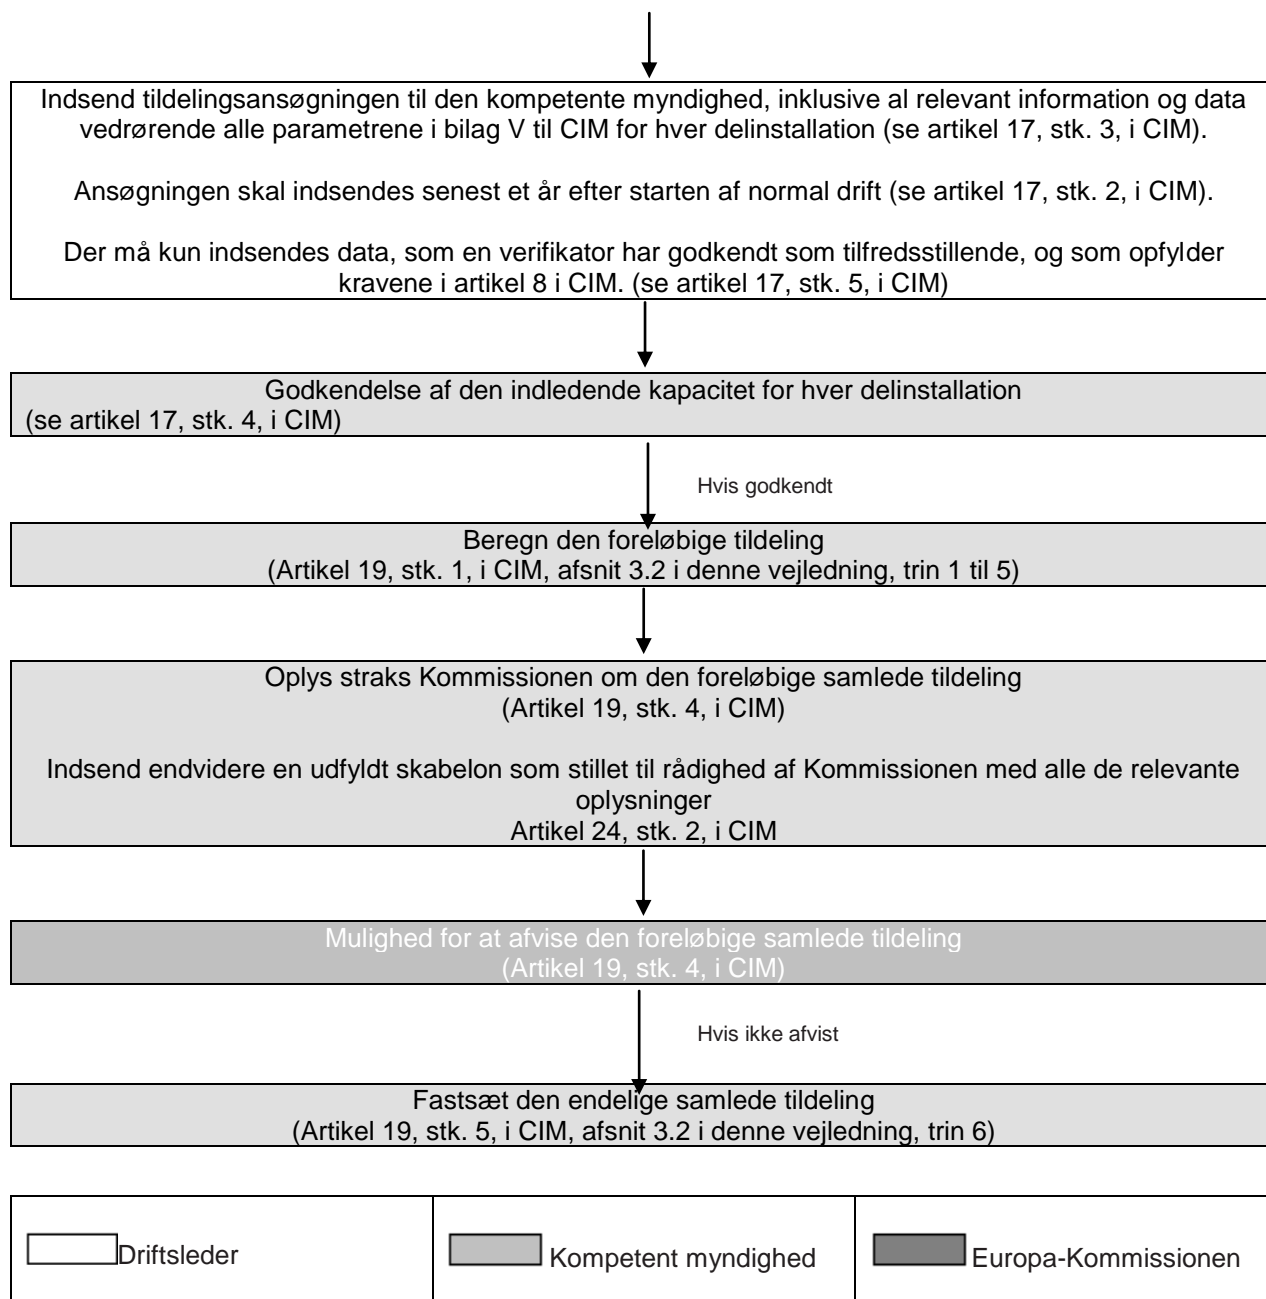 Indsend tildelingsansøgningen til den kompetente myndighed, inklusive al relevant information og data
vedrørende alle parametrene i bilag V til CIM for hver delinstallation (se artikel 17, stk. 3, i CIM).
Ansøgningen skal indsendes senest et år efter starten af normal drift (se artikel 17, stk. 2, i CIM).
Der må kun indsendes data, som en verifikator har godkendt som tilfredsstillende, og som opfylder
kravene i artikel 8 i CIM. (se artikel 17, stk. 5, i CIM)
Godkendelse af den indledende kapacitet for hver delinstallation
(se artikel 17, stk. 4, i CIM)
Hvis godkendt
Beregn den foreløbige tildeling
(Artikel 19, stk. 1, i CIM, afsnit 3.2 i denne vejledning, trin 1 til 5)
Oplys straks Kommissionen om den foreløbige samlede tildeling
(Artikel 19, stk. 4, i CIM)
Indsend endvidere en udfyldt skabelon som stillet til rådighed af Kommissionen med alle de relevante
oplysninger
Artikel 24, stk. 2, i CIM
Mulighed for at afvise den foreløbige samlede tildeling
(Artikel 19, stk. 4, i CIM)
Hvis ikke afvist
Fastsæt den endelige samlede tildeling
(Artikel 19, stk. 5, i CIM, afsnit 3.2 i denne vejledning, trin 6)
Driftsleder
Kompetent myndighed
Europa-Kommissionen